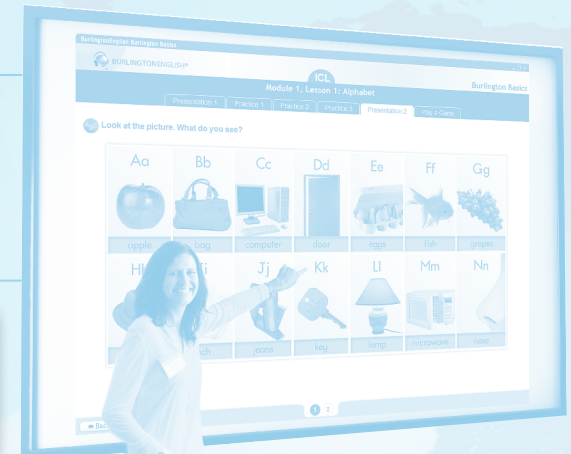 BurlingtonEnglish Burlington Basics
BURLINGTONENGLISH®
ICL
Module 1, Lesson 1: Alphabet
Burlington Basics
Presentation 1 Practice 1 Practice 2 Practice 3 Presentation 2 Play a Game
Look at the picture. What do you see?
Aa Bb Cc Dd Ee Ff Gg
apple bag computer door eggs fish grapes
Jj Kk Ll Mm Nn
jeans key lamp microwave nose
1 2